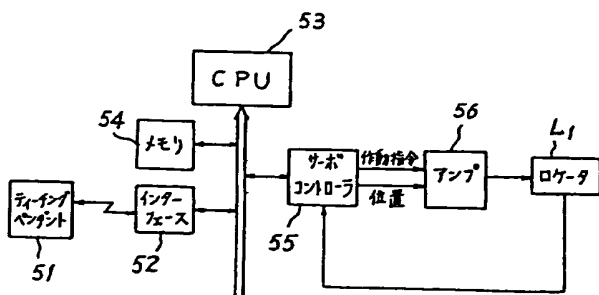 53
CPU
54
メモリ
56
L1
サーボ
コントローラ
作動指令
位置
アンプ
ロケータ
ティーチング
ペンダント
インター
フェース
51
52
55